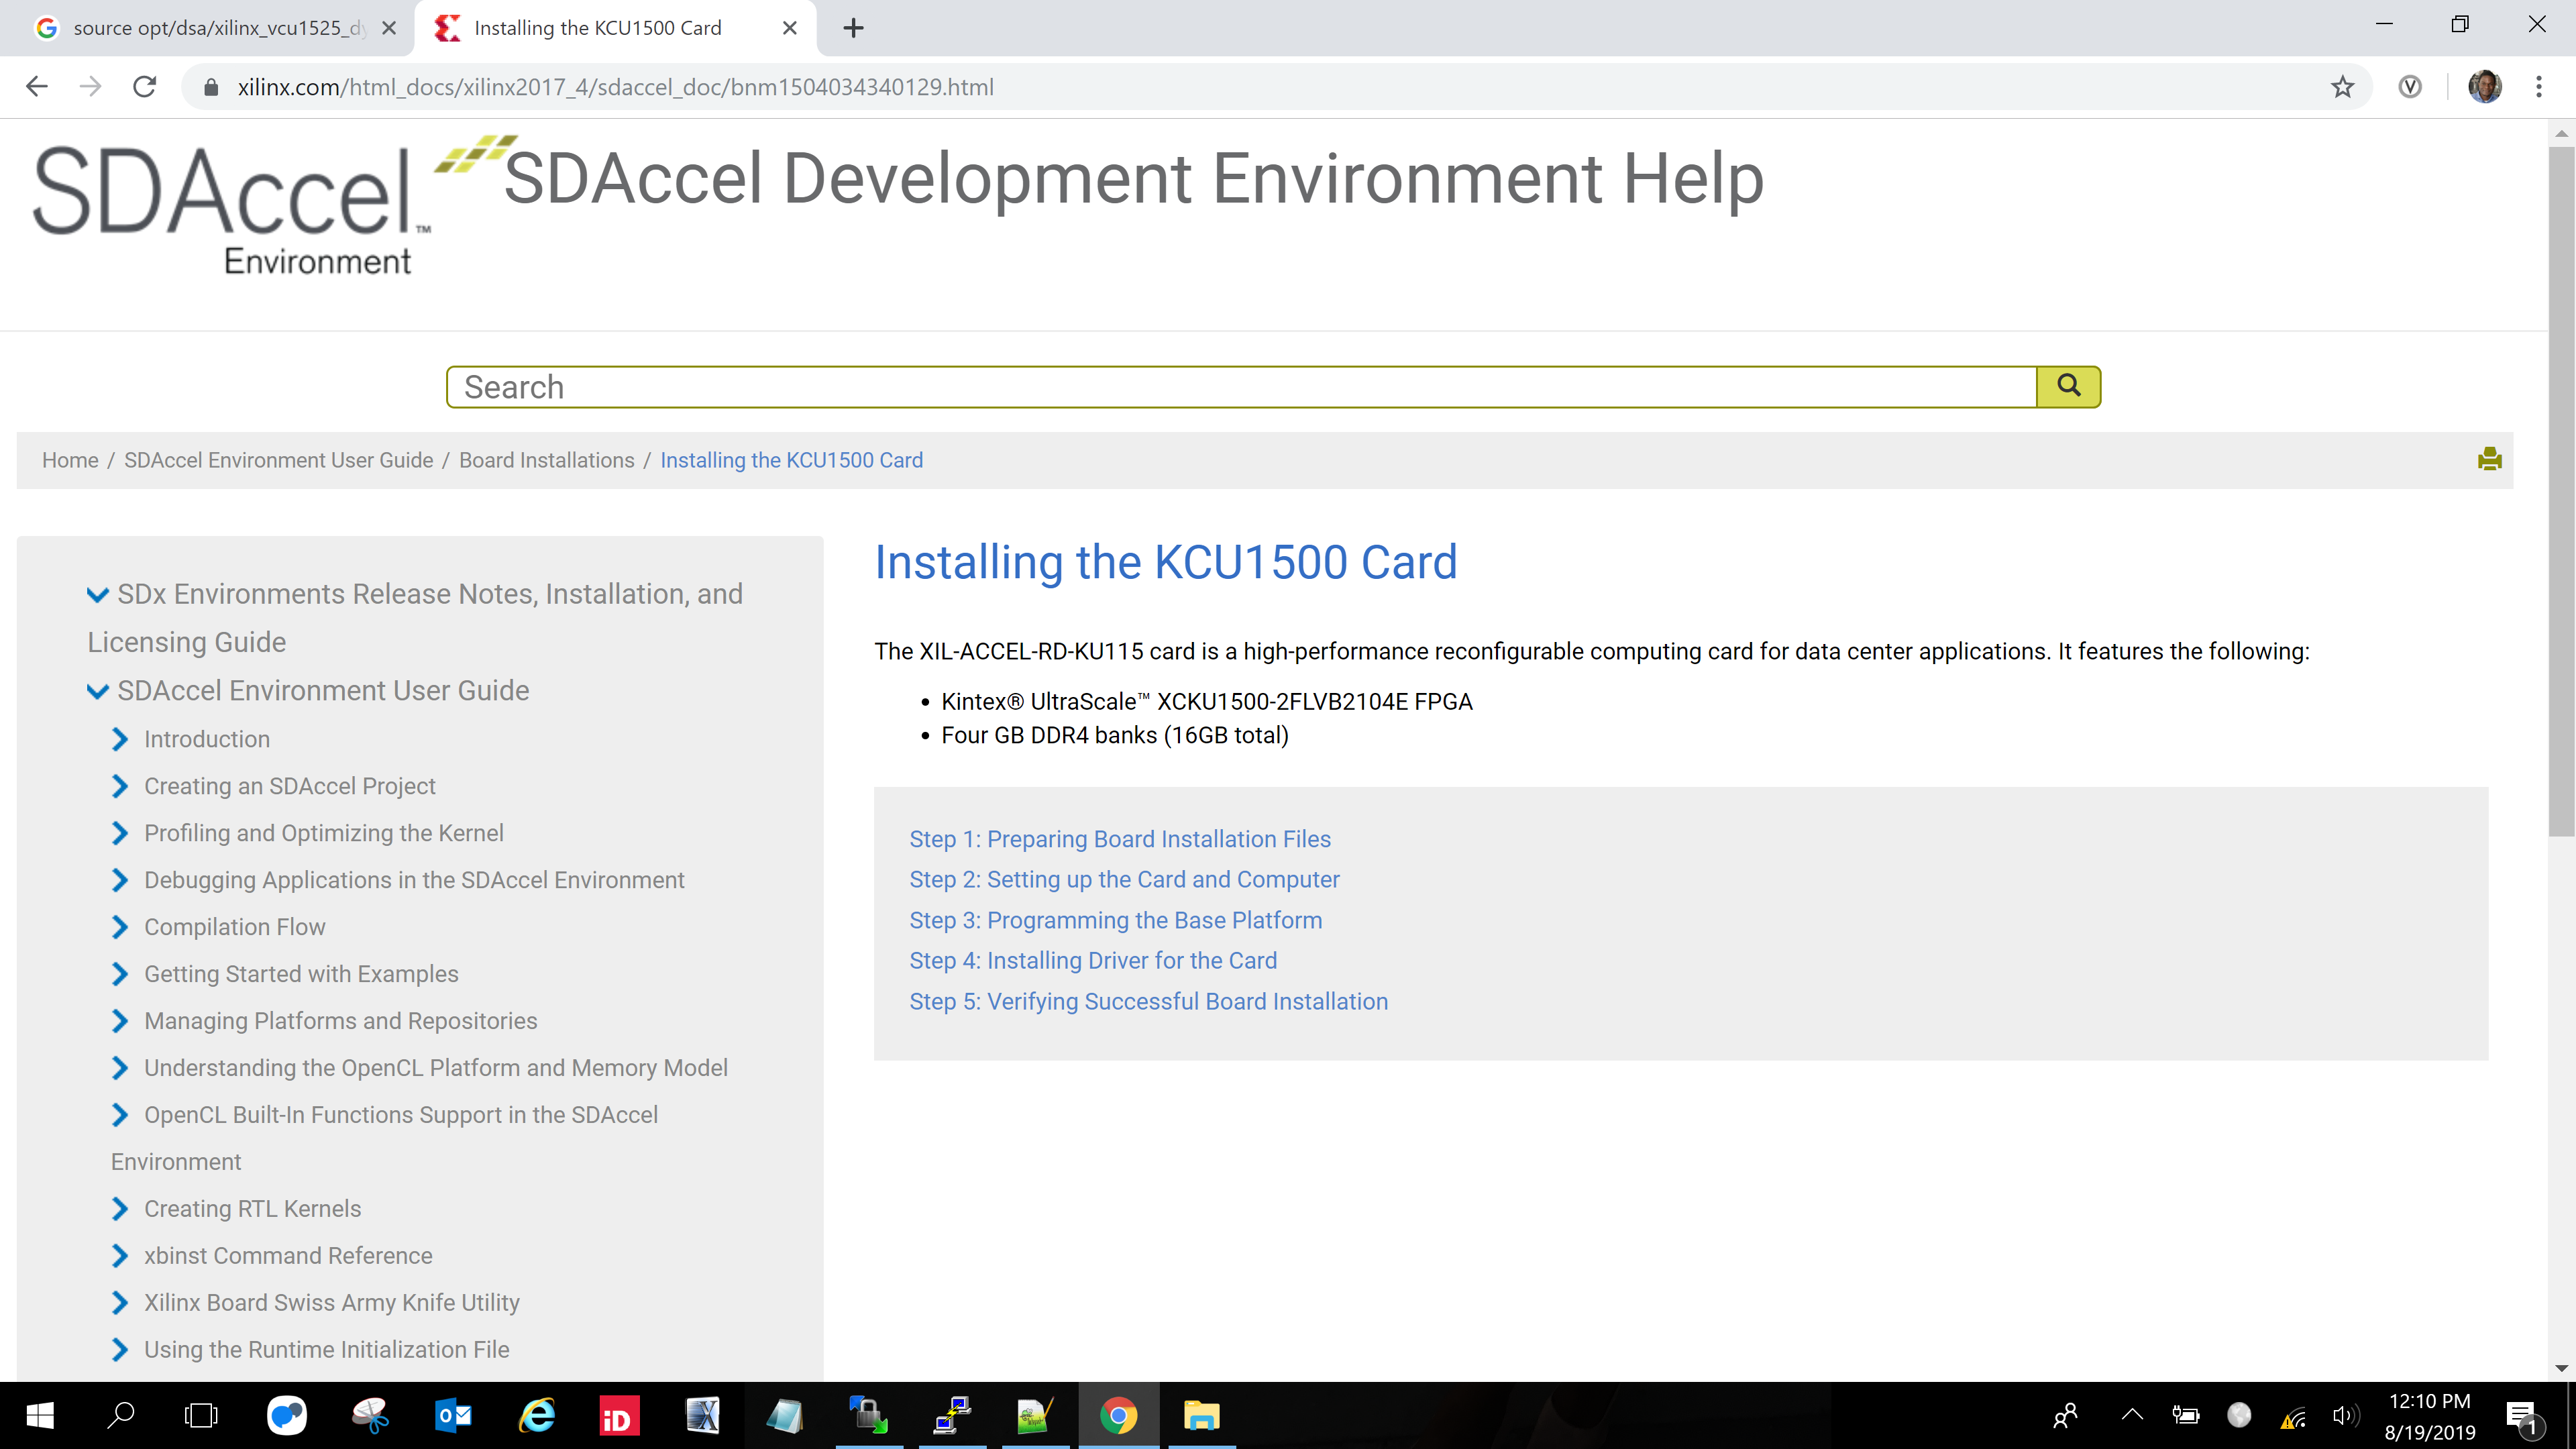 source opt/dsa/xilinx_vcu1525_dy
Installing the KCU1500 Card
xilinx.com/html_docs/xilinx2017_4/sdaccel_doc/bnm1504034340129.html
SDAccel™
Environment
SDAccel Development Environment Help
Search
Home / SDAccel Environment User Guide / Board Installations / Installing the KCU1500 Card
SDx Environments Release Notes, Installation, and
Licensing Guide
SDAccel Environment User Guide
Introduction
Creating an SDAccel Project
Profiling and Optimizing the Kernel
Debugging Applications in the SDAccel Environment
Compilation Flow
Getting Started with Examples
Managing Platforms and Repositories
Understanding the OpenCL Platform and Memory Model
OpenCL Built-In Functions Support in the SDAccel
Environment
Creating RTL Kernels
xbinst Command Reference
Xilinx Board Swiss Army Knife Utility
Using the Runtime Initialization File
Installing the KCU1500 Card
The XIL-ACCEL-RD-KU115 card is a high-performance reconfigurable computing card for data center applications. It features the following:
• Kintex® UltraScale™ XCKU1500-2FLVB2104E FPGA
• Four GB DDR4 banks (16GB total)
Step 1: Preparing Board Installation Files
Step 2: Setting up the Card and Computer
Step 3: Programming the Base Platform
Step 4: Installing Driver for the Card
Step 5: Verifying Successful Board Installation
iD
12:10 PM
8/19/2019
1